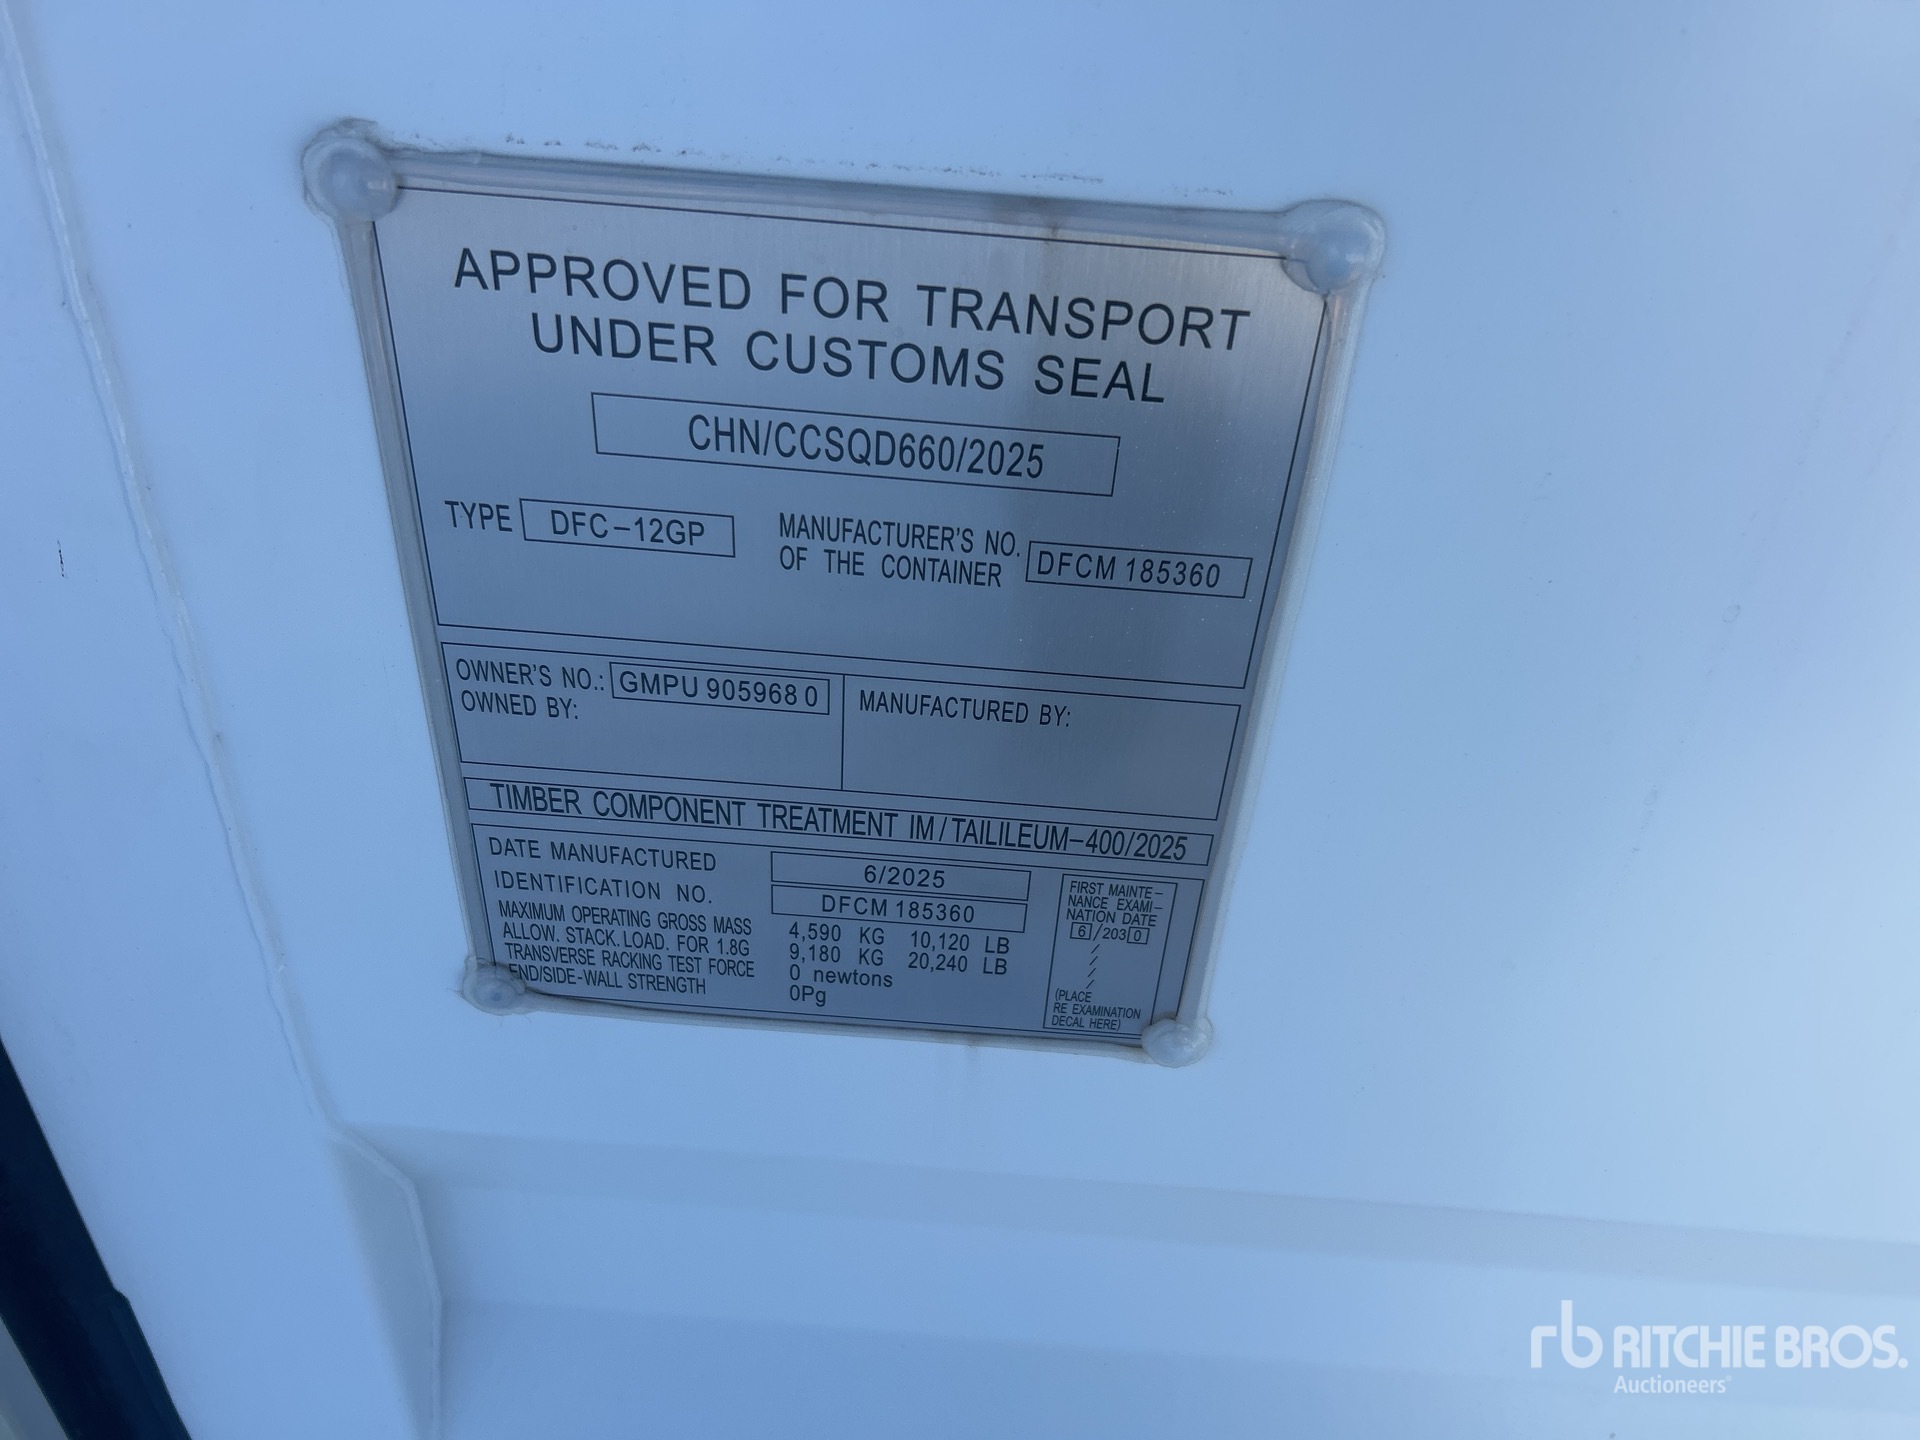 APPROVED FOR TRANSPORT
UNDER CUSTOMS SEAL
CHN/CCSQD660/2025
TYPE DFC-12GP
MANUFACTURER'S NO.
OF THE CONTAINER
DFCM 185360
OWNER'S NO.: GMPU 905968 0
OWNED BY:
MANUFACTURED BY:
TIMBER COMPONENT TREATMENT IM/TAILILEUM-400/2025
DATE MANUFACTURED 6/2025
IDENTIFICATION NO. DFCM 185360
MAXIMUM OPERATING GROSS MASS 4,590 KG 10,120 LB
ALLOW. STACK. LOAD. FOR 1.8G 9,180 KG 20,240 LB
TRANSVERSE RACKING TEST FORCE 0 newtons
END/SIDE-WALL STRENGTH 0Pg
FIRST MAINTE-
NANCE EXAMI-
NATION DATE
6/2030
/
/
/
/
(PLACE
RE EXAMINATION
DECAL HERE)
rb RITCHIE BROS.
Auctioneers